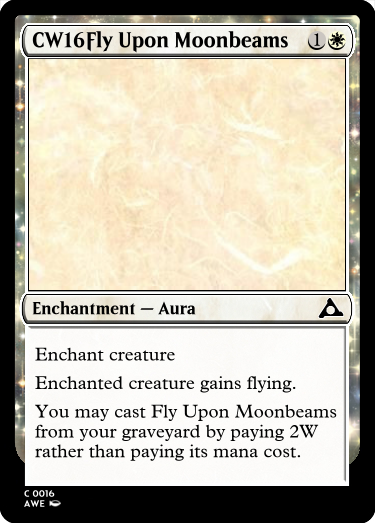 CW16Fly Upon Moonbeams 1
Enchantment — Aura
Enchant creature
Enchanted creature gains flying.
You may cast Fly Upon Moonbeams
from your graveyard by paying 2W
rather than paying its mana cost.
C 0016
AWE